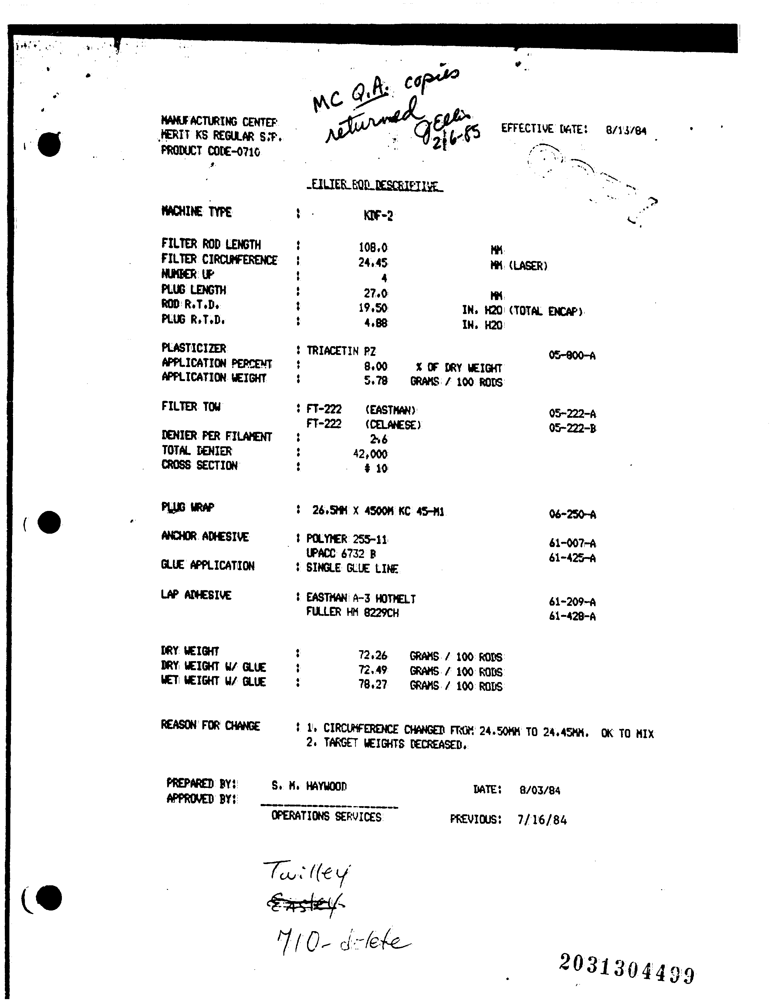 MC Q.A. copies
returned
JEllis
2/6-85
MANUFACTURING CENTER
MERIT KS REGULAR S.P.
PRODUCT CODE-0710
EFFECTIVE DATE: 8/13/84
FILTER ROD DESCRIPTIVE
MACHINE TYPE : KDF-2
FILTER ROD LENGTH : 108.0 MM
FILTER CIRCUMFERENCE : 24.45 MM (LASER)
NUMBER UP : 4
PLUG LENGTH : 27.0 MM
ROD R.T.D. : 19.50 IN. H2O (TOTAL ENCAP)
PLUG R.T.D. : 4.88 IN. H2O
PLASTICIZER : TRIACETIN PZ 05-800-A
APPLICATION PERCENT : 8.00 % OF DRY WEIGHT
APPLICATION WEIGHT : 5.78 GRAMS / 100 RODS
FILTER TOW : FT-222 (EASTMAN) 05-222-A
FT-222 (CELANESE) 05-222-B
DENIER PER FILAMENT : 2.6
TOTAL DENIER : 42,000
CROSS SECTION : # 10
PLUG WRAP : 26.5MM X 4500M KC 45-M1 06-250-A
ANCHOR ADHESIVE : POLYMER 255-11 61-007-A
UPACC 6732 B 61-425-A
GLUE APPLICATION : SINGLE GLUE LINE
LAP ADHESIVE : EASTMAN A-3 HOTMELT 61-209-A
FULLER HM 8229CH 61-428-A
DRY WEIGHT : 72.26 GRAMS / 100 RODS
DRY WEIGHT W/ GLUE : 72.49 GRAMS / 100 RODS
WET WEIGHT W/ GLUE : 78.27 GRAMS / 100 RODS
REASON FOR CHANGE : 1. CIRCUMFERENCE CHANGED FROM 24.50MM TO 24.45MM. OK TO MIX
2. TARGET WEIGHTS DECREASED.
PREPARED BY: S. M. HAYWOOD DATE: 8/03/84
APPROVED BY:
OPERATIONS SERVICES PREVIOUS: 7/16/84
Twilley
Easley
710- delete
2031304499